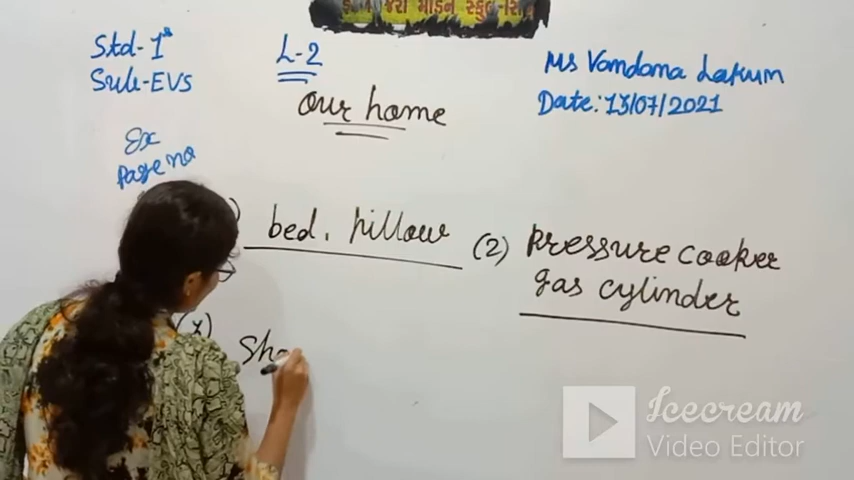 મોર્ડન સ્કુલ
Std-1st
Sub-EVS
L-2
Our home
Ms Vandana Lakum
Date: 13/07/2021
Ex
Page no
bed, pillow
(2) Pressure cooker
gas cylinder
Sh
Icecream
Video Editor